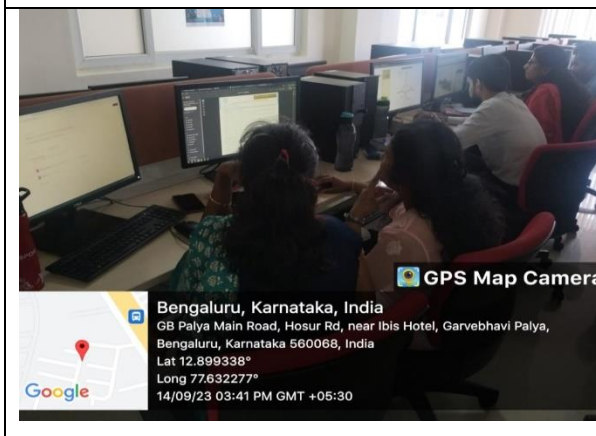 GPS Map Camera
Bengaluru, Karnataka, India
GB Palya Main Road, Hosur Rd, near Ibis Hotel, Garvebhavi Palya,
Bengaluru, Karnataka 560068, India
Lat 12.899338°
Long 77.632277°
14/09/23 03:41 PM GMT +05:30
Google